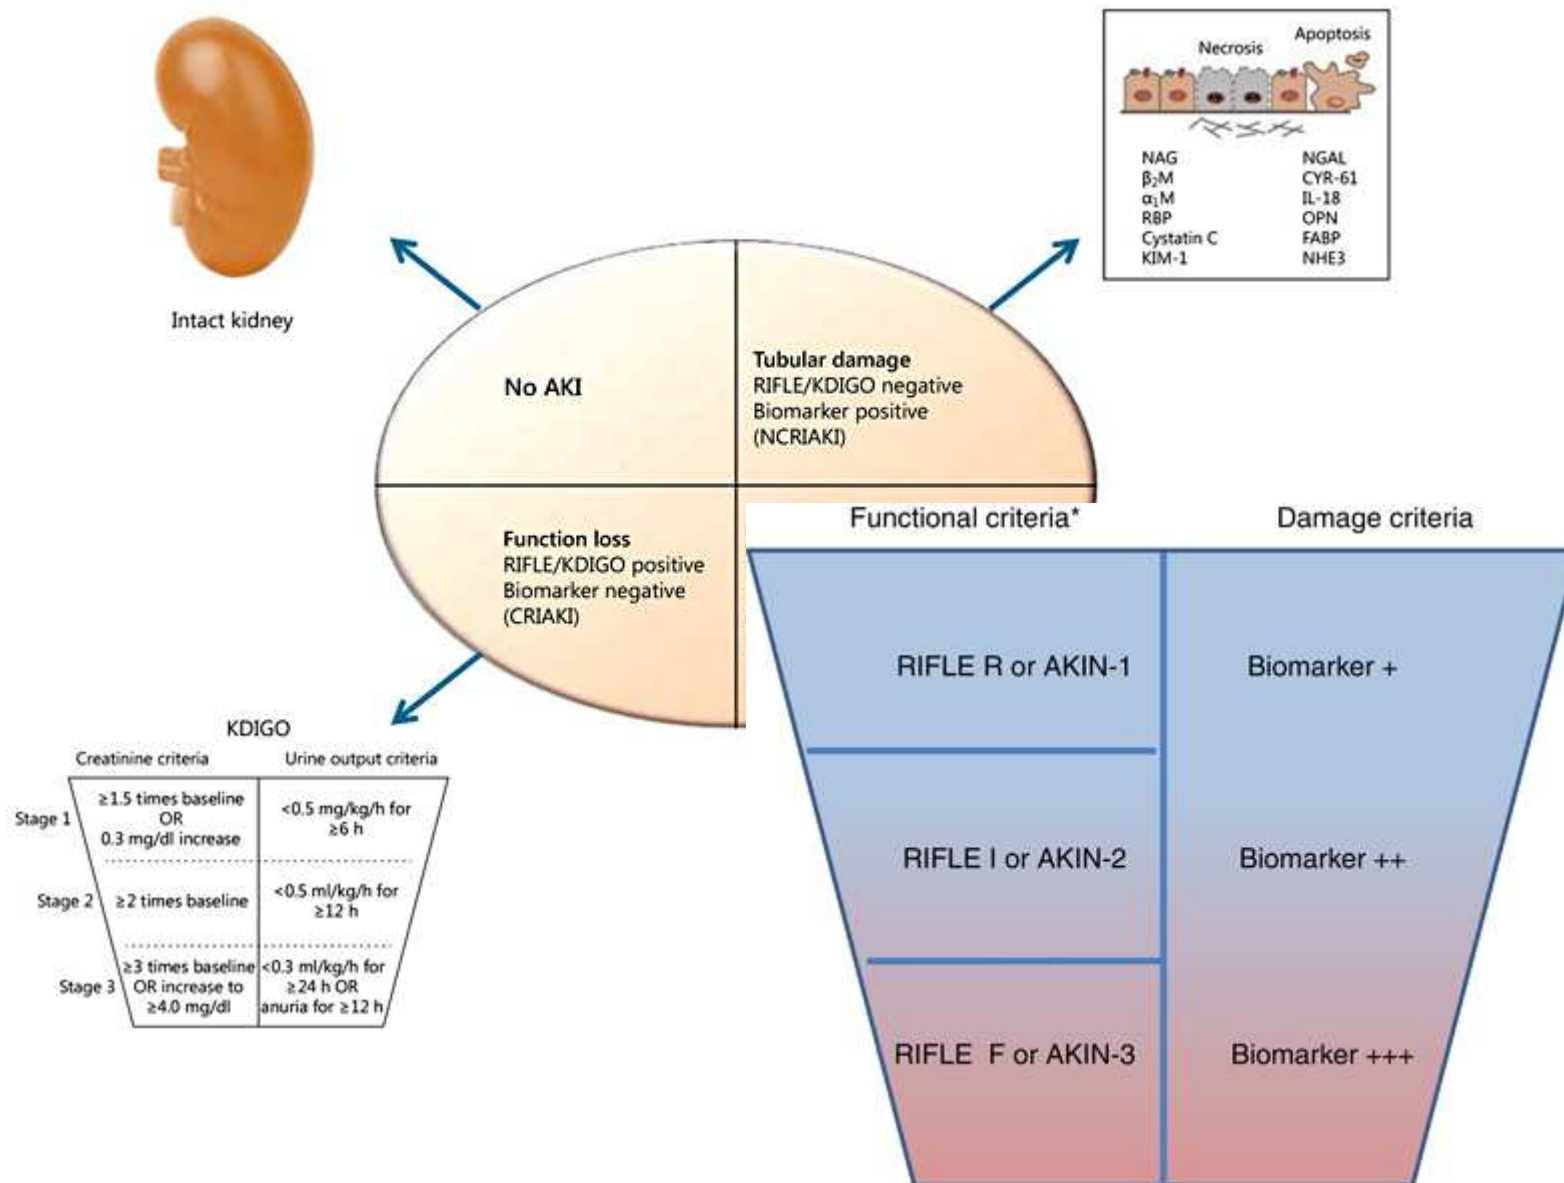 Intact kidney
Necrosis
Apoptosis
NAG
β₂M
α₁M
RBP
Cystatin C
KIM-1
NGAL
CYR-61
IL-18
OPN
FABP
NHE3
No AKI
Tubular damage
RIFLE/KDIGO negative
Biomarker positive
(NCRIAKI)
Function loss
RIFLE/KDIGO positive
Biomarker negative
(CRIAKI)
KDIGO
Creatinine criteria
Urine output criteria
Stage 1
≥1.5 times baseline
OR
0.3 mg/dl increase
<0.5 mg/kg/h for
≥6 h
Stage 2
≥2 times baseline
<0.5 ml/kg/h for
≥12 h
Stage 3
≥3 times baseline
OR increase to
≥4.0 mg/dl
<0.3 ml/kg/h for
≥24 h OR
anuria for ≥12 h
Functional criteria*
Damage criteria
RIFLE R or AKIN-1
Biomarker +
RIFLE I or AKIN-2
Biomarker ++
RIFLE F or AKIN-3
Biomarker +++